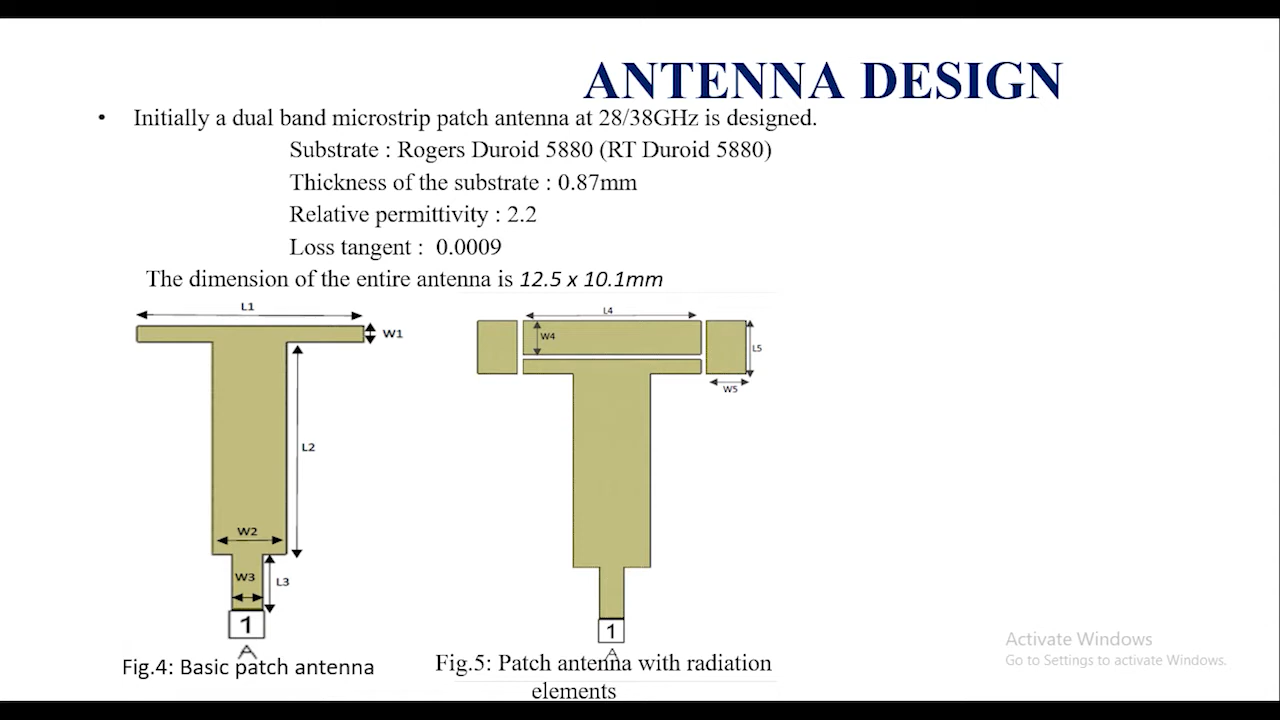 ANTENNA DESIGN
• Initially a dual band microstrip patch antenna at 28/38GHz is designed.
Substrate : Rogers Duroid 5880 (RT Duroid 5880)
Thickness of the substrate : 0.87mm
Relative permittivity : 2.2
Loss tangent : 0.0009
The dimension of the entire antenna is 12.5 x 10.1mm
L1
W1
L2
W2
W3
L3
1
A
Fig.4: Basic patch antenna
L4
W4
L5
W5
1
A
Fig.5: Patch antenna with radiation
elements
Activate Windows
Go to Settings to activate Windows.